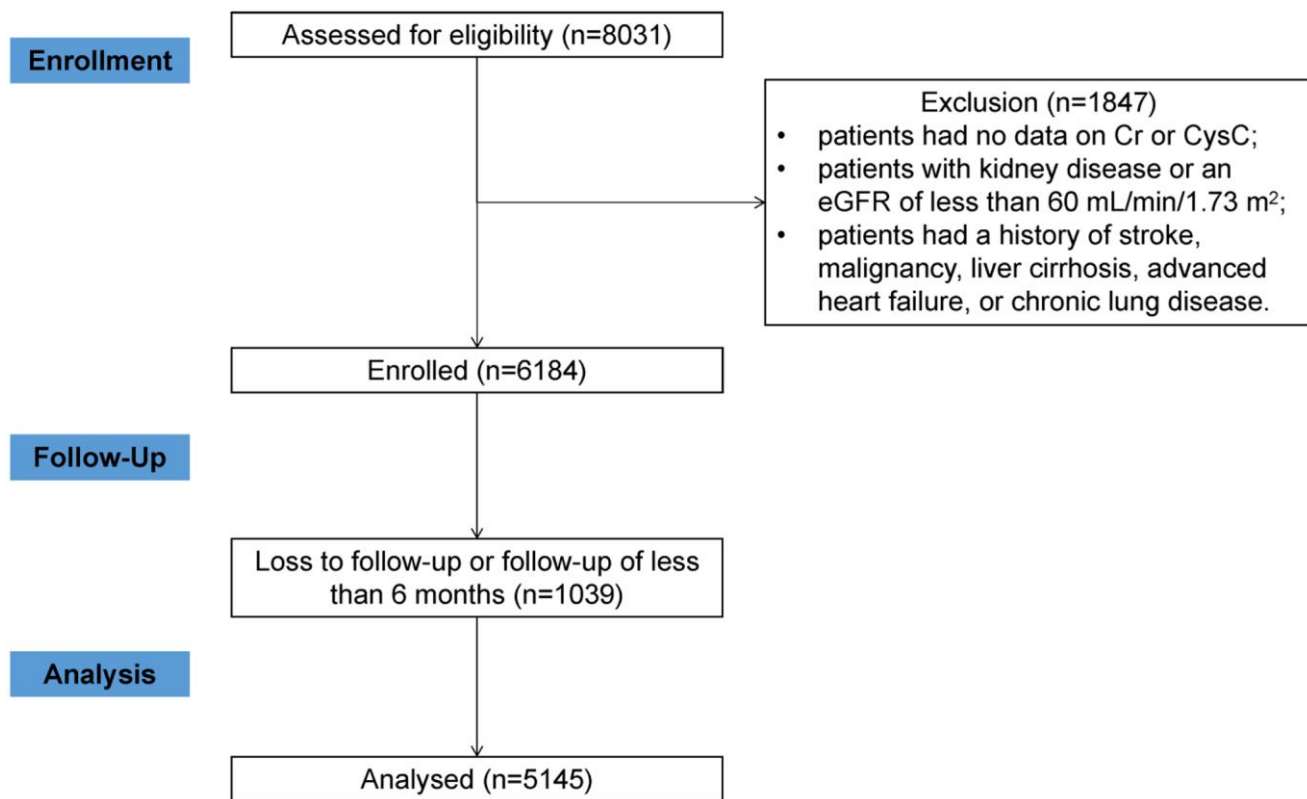 Assessed for eligibility (n=8031)
Enrollment
Exclusion (n=1847)
• patients had no data on Cr or CysC;
• patients with kidney disease or an
eGFR of less than 60 mL/min/1.73 m²;
• patients had a history of stroke,
malignancy, liver cirrhosis, advanced
heart failure, or chronic lung disease.
Enrolled (n=6184)
Follow-Up
Loss to follow-up or follow-up of less
than 6 months (n=1039)
Analysis
Analysed (n=5145)